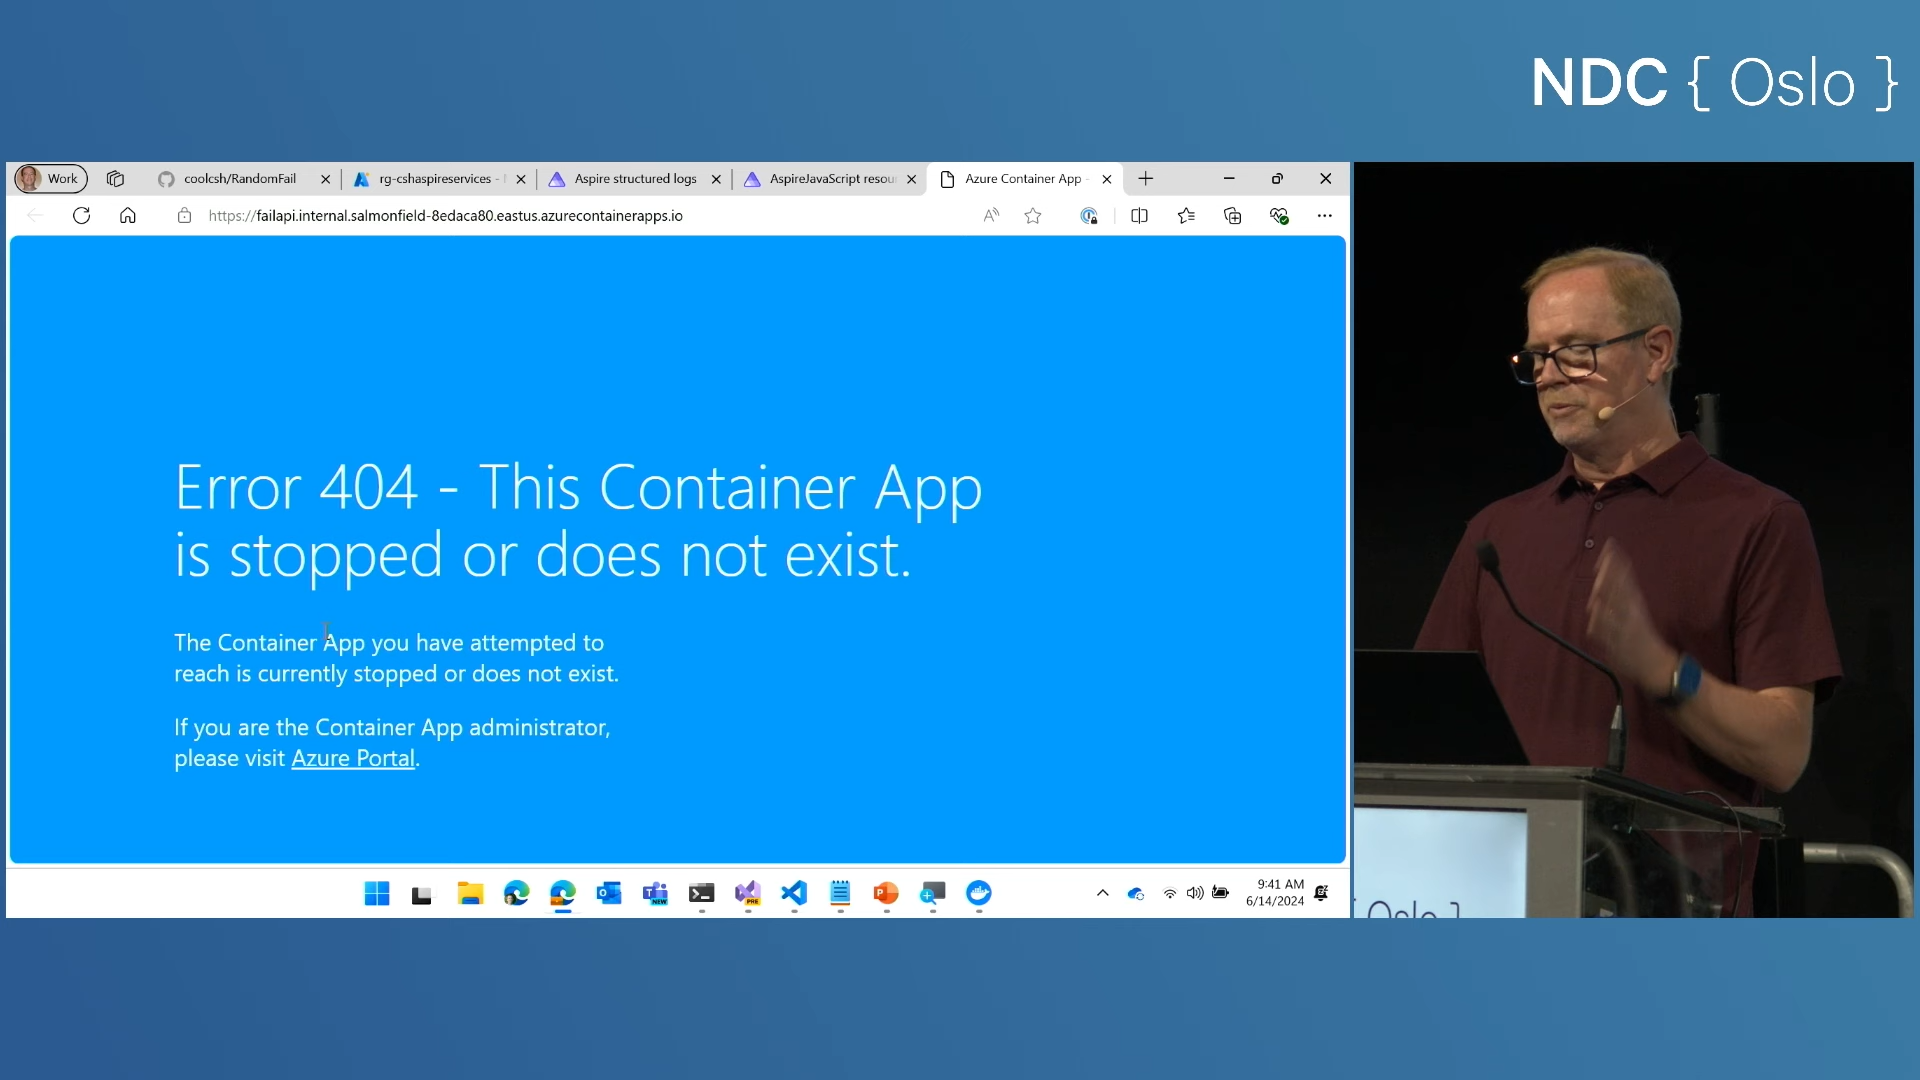 NDC { Oslo }
Work
coolcsh/RandomFail
rg-cshaspireservices -
Aspire structured logs
AspireJavaScript resou
Azure Container App -
https://failapi.internal.salmonfield-8edaca80.eastus.azurecontainerapps.io
Error 404 - This Container App
is stopped or does not exist.
The Container App you have attempted to
reach is currently stopped or does not exist.
If you are the Container App administrator,
please visit Azure Portal.
NEW
PRE
9:41 AM
6/14/2024
{ Oslo }